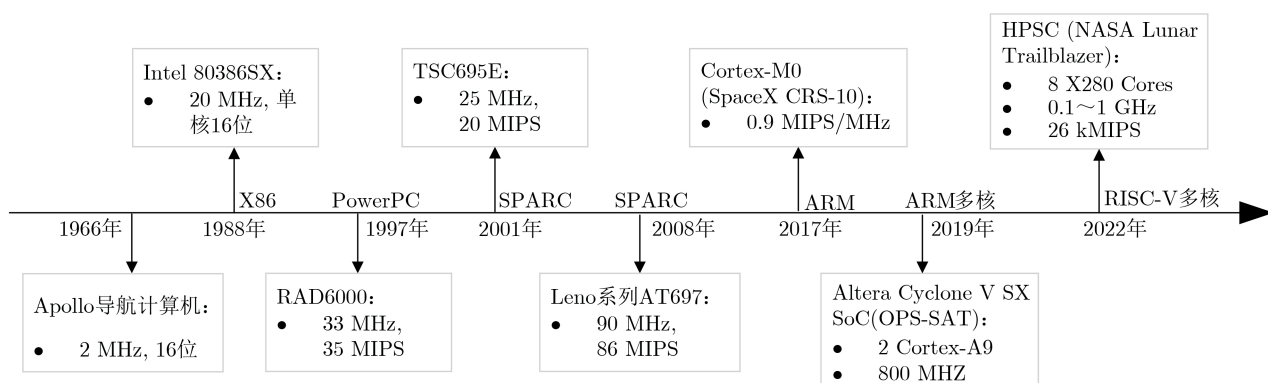 Intel 80386SX：
● 20 MHz, 单
核16位
TSC695E：
● 25 MHz,
20 MIPS
Cortex-M0
(SpaceX CRS-10)：
● 0.9 MIPS/MHz
HPSC (NASA Lunar
Trailblazer)：
● 8 X280 Cores
● 0.1～1 GHz
● 26 kMIPS
X86
PowerPC
SPARC
SPARC
ARM
ARM多核
RISC-V多核
1966年
1988年
1997年
2001年
2008年
2017年
2019年
2022年
Apollo导航计算机：
● 2 MHz, 16位
RAD6000：
● 33 MHz,
35 MIPS
Leno系列AT697：
● 90 MHz,
86 MIPS
Altera Cyclone V SX
SoC(OPS-SAT)：
● 2 Cortex-A9
● 800 MHZ